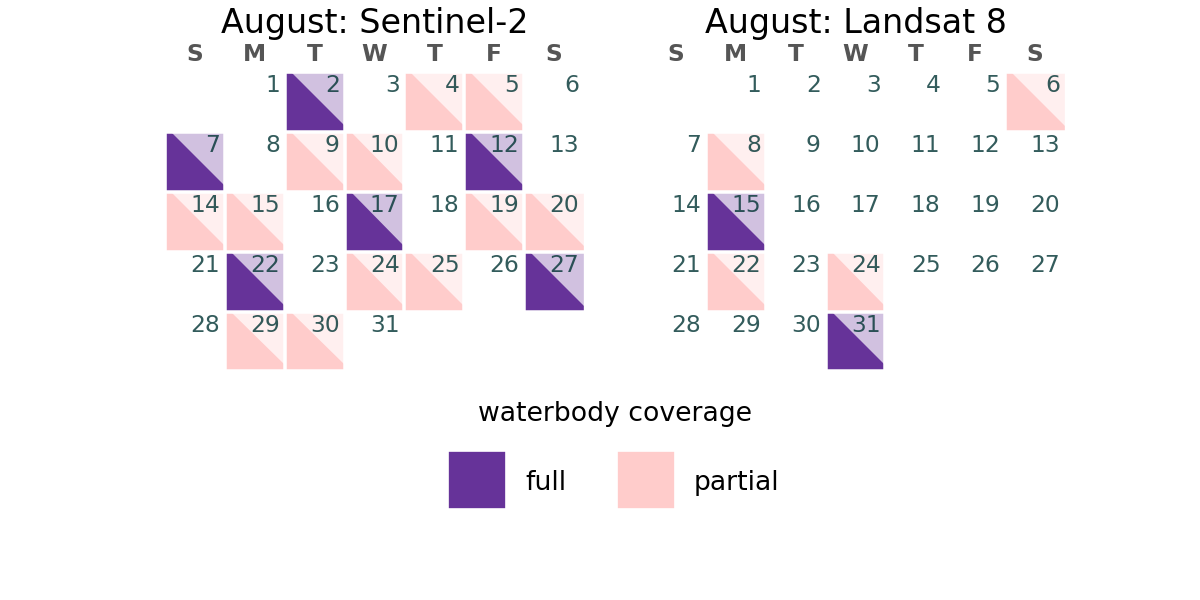 August: Sentinel-2
S M T W T F S
1 2 3 4 5 6
7 8 9 10 11 12 13
14 15 16 17 18 19 20
21 22 23 24 25 26 27
28 29 30 31
August: Landsat 8
S M T W T F S
1 2 3 4 5 6
7 8 9 10 11 12 13
14 15 16 17 18 19 20
21 22 23 24 25 26 27
28 29 30 31
waterbody coverage
full partial